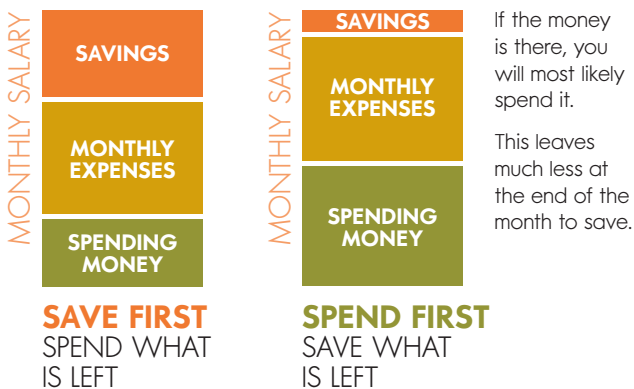 MONTHLY SALARY
SAVINGS
MONTHLY
EXPENSES
SPENDING
MONEY
SAVE FIRST
SPEND WHAT
IS LEFT
MONTHLY SALARY
SAVINGS
MONTHLY
EXPENSES
SPENDING
MONEY
SPEND FIRST
SAVE WHAT
IS LEFT
If the money
is there, you
will most likely
spend it.
This leaves
much less at
the end of the
month to save.